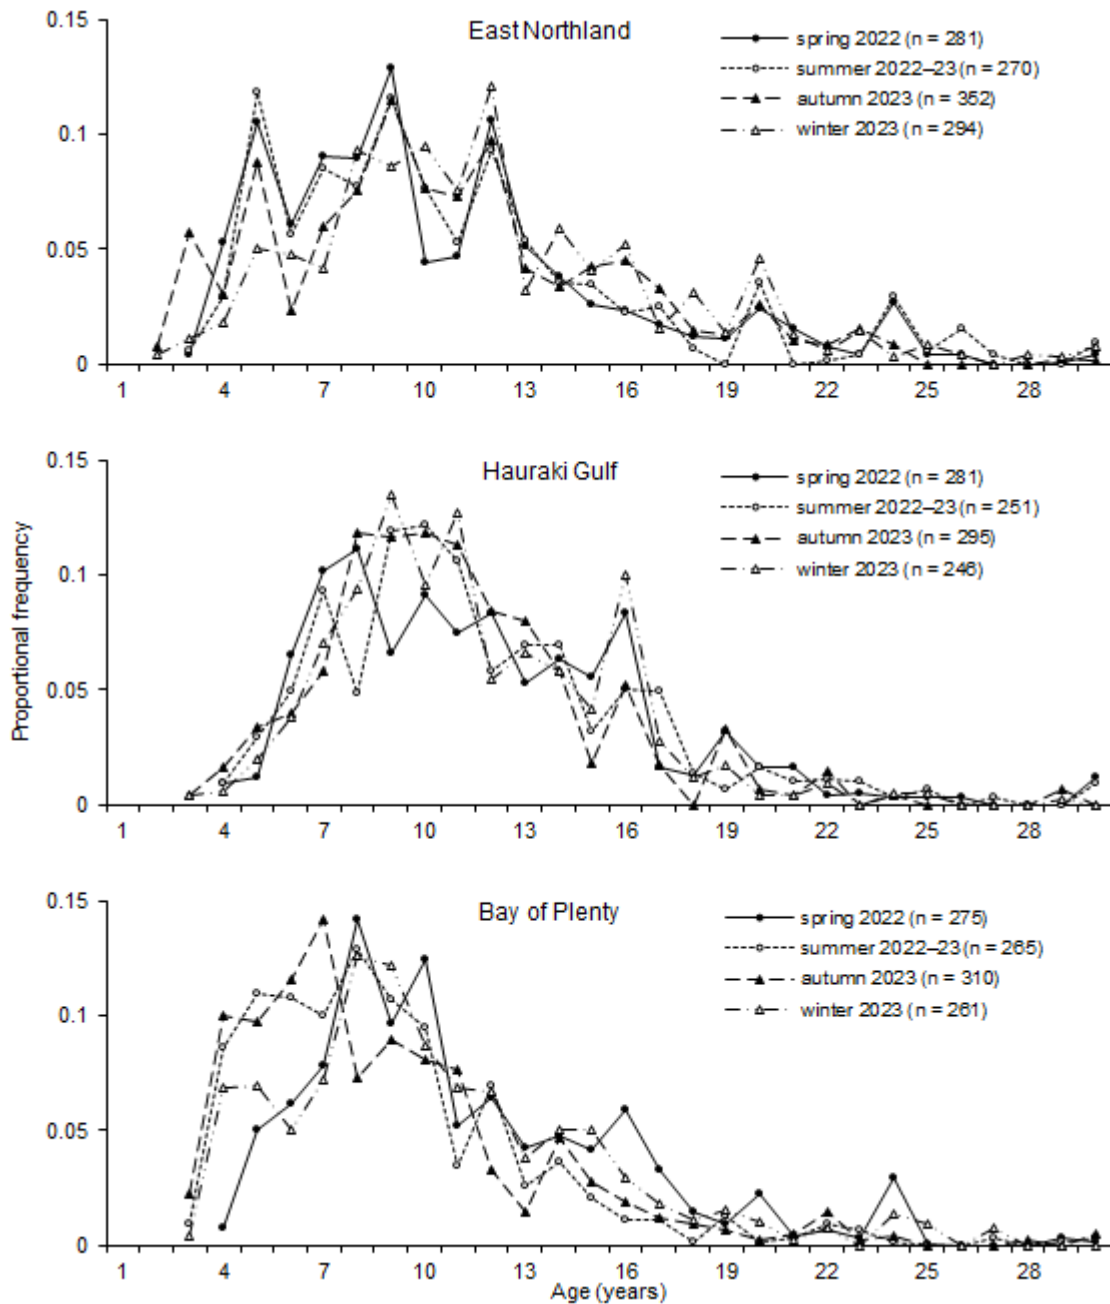 East Northland
spring 2022 (n = 281)
summer 2022–23 (n = 270)
autumn 2023 (n = 352)
winter 2023 (n = 294)
0.15
0.1
0.05
0
1 4 7 10 13 16 19 22 25 28
Hauraki Gulf
spring 2022 (n = 281)
summer 2022–23 (n = 251)
autumn 2023 (n = 295)
winter 2023 (n = 246)
0.15
0.1
0.05
0
1 4 7 10 13 16 19 22 25 28
Proportional frequency
Bay of Plenty
spring 2022 (n = 275)
summer 2022–23 (n = 265)
autumn 2023 (n = 310)
winter 2023 (n = 261)
0.15
0.1
0.05
0
1 4 7 10 13 16 19 22 25 28
Age (years)